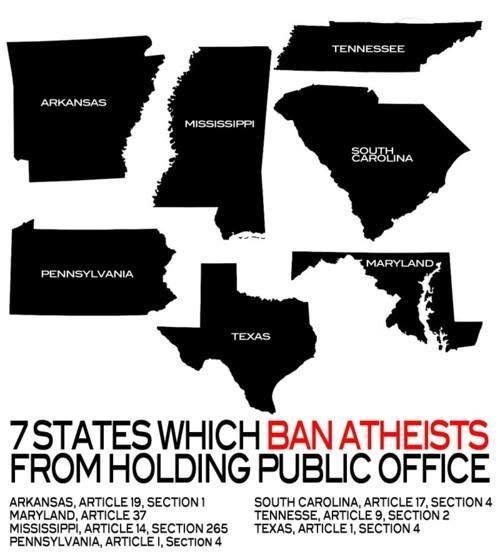 TENNESSEE
ARKANSAS
MISSISSIPPI
SOUTH
CAROLINA
PENNSYLVANIA
MARYLAND
TEXAS
7 STATES WHICH BAN ATHEISTS
FROM HOLDING PUBLIC OFFICE
ARKANSAS, ARTICLE 19, SECTION 1
MARYLAND, ARTICLE 37
MISSISSIPPI, ARTICLE 14, SECTION 265
PENNSYLVANIA, ARTICLE I, SECTION 4
SOUTH CAROLINA, ARTICLE 17, SECTION 4
TENNESSE, ARTICLE 9, SECTION 2
TEXAS, ARTICLE 1, SECTION 4